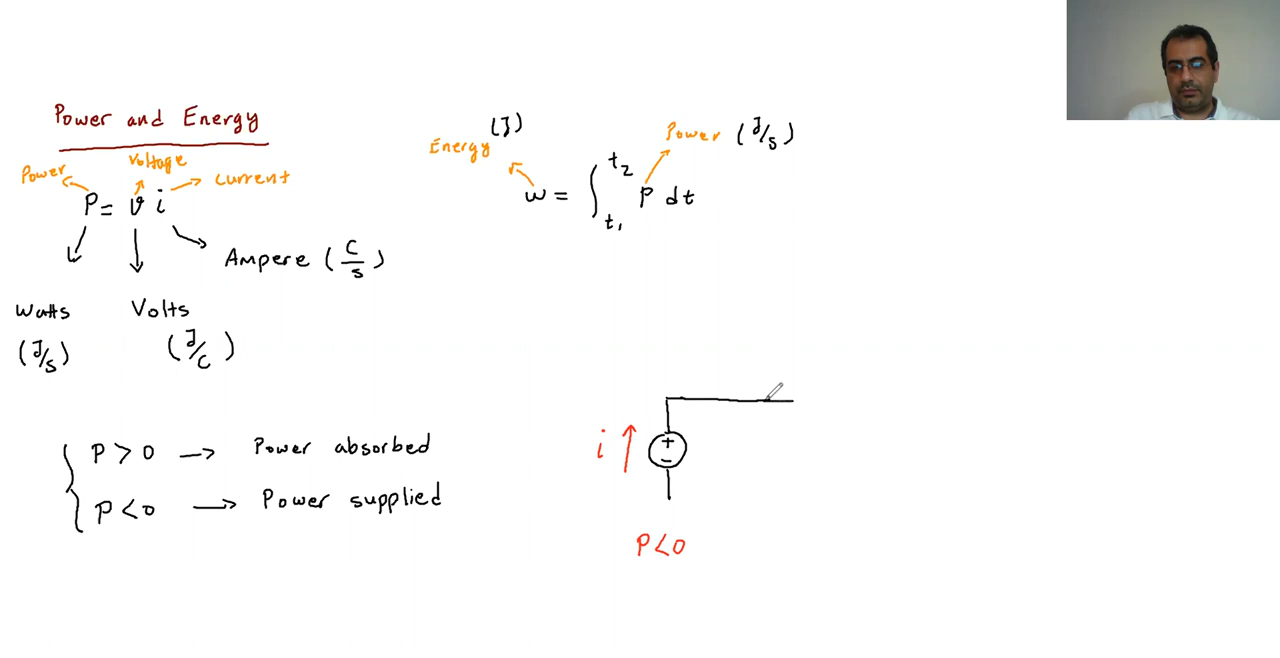 Power and Energy
Power
Voltage
current
P = v i
Ampere ( C/s )
Watts
Volts
(J/s)
(J/C)
Energy
(J)
Power (J/s)
w = ∫ t1 t2 P dt
P > 0 → Power absorbed
P < 0 → Power supplied
i ↑
+
−
P < 0